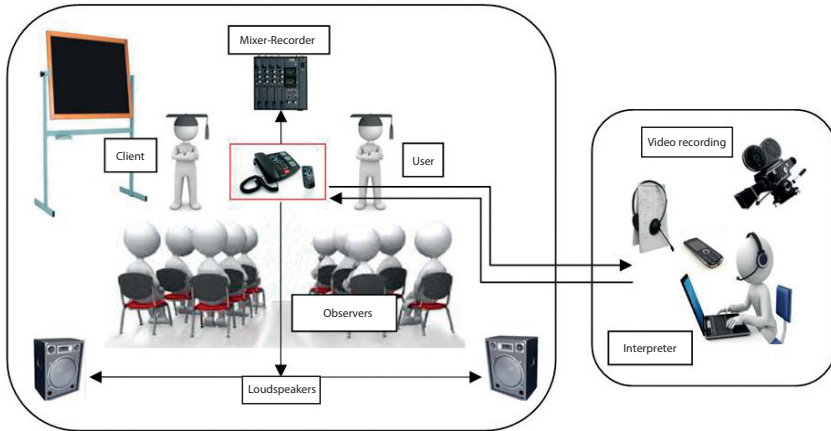 Mixer-Recorder
Client
User
Observers
Loudspeakers
Video recording
Interpreter